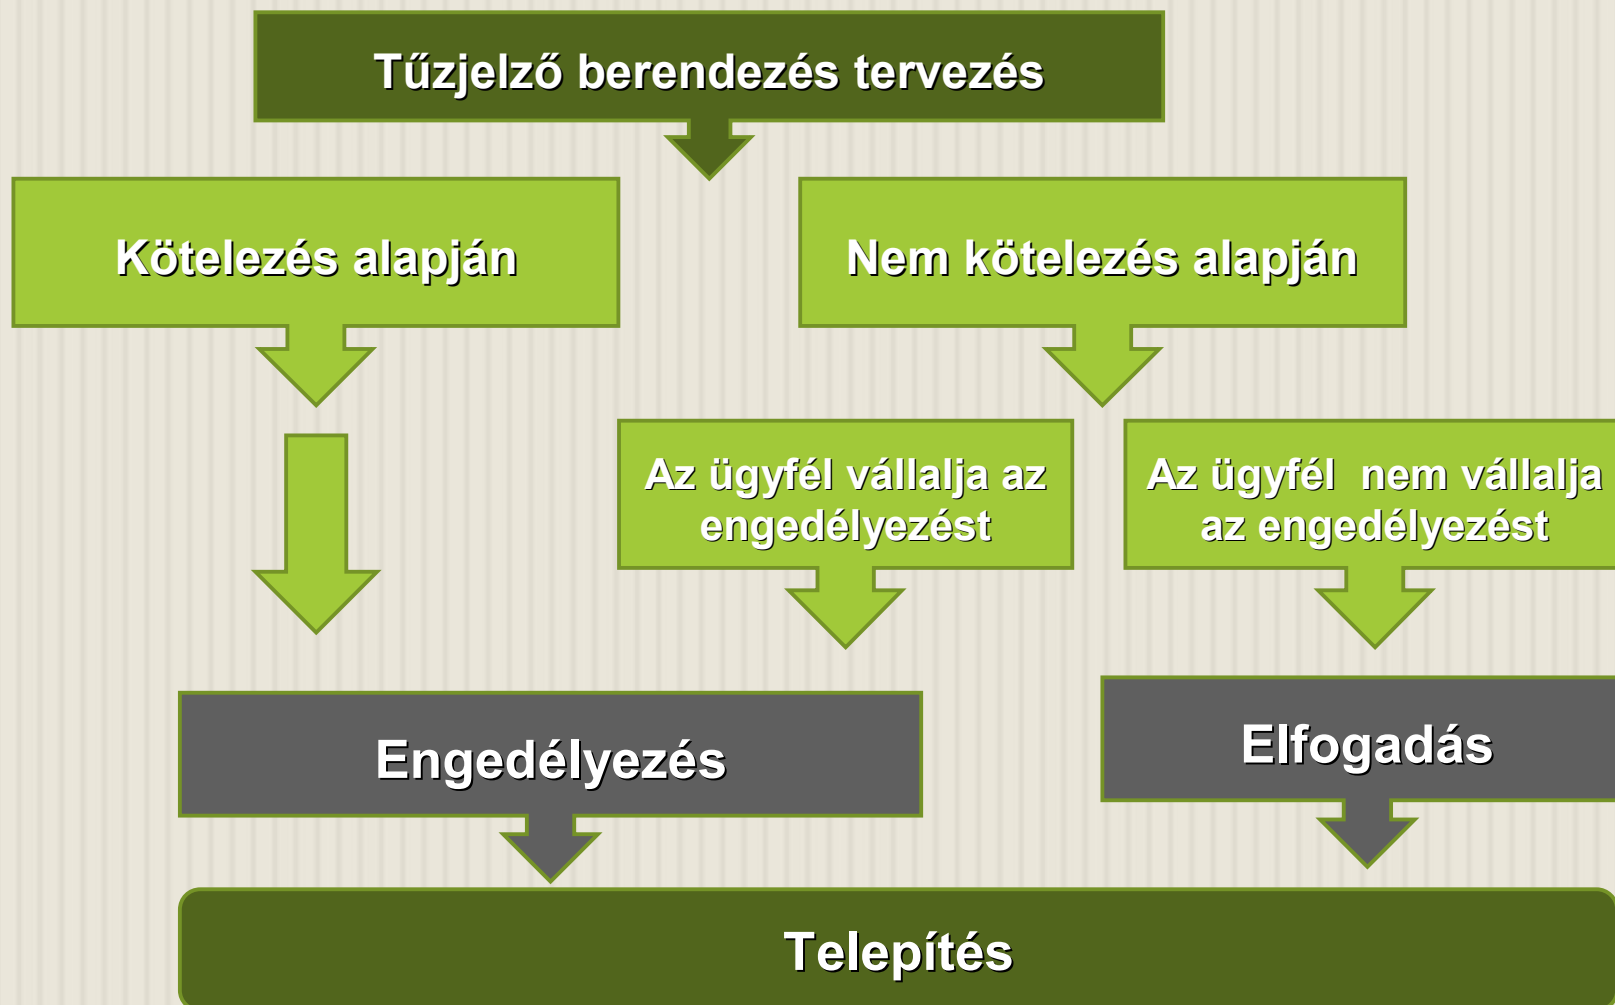 Tűzjelző berendezés tervezés
Kötelezés alapján
Nem kötelezés alapján
Az ügyfél vállalja az
engedélyezést
Az ügyfél  nem vállalja
az engedélyezést
Engedélyezés
Elfogadás
Telepítés